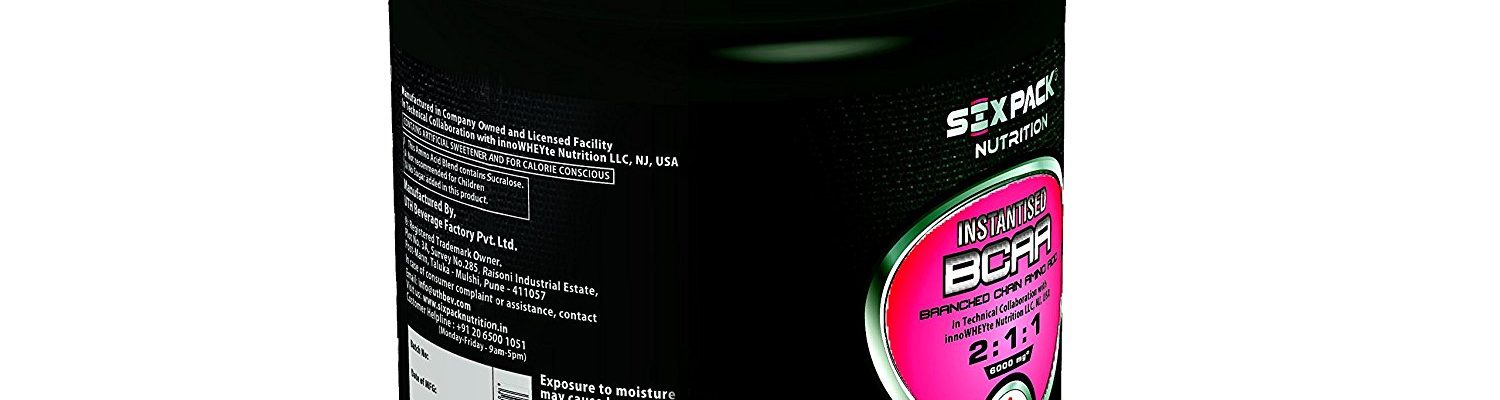 Manufactured in Company Owned and Licensed Facility
In Technical Collaboration with innoWHEYte Nutrition LLC, NJ, USA
CONTAINS ARTIFICIAL SWEETENER AND FOR CALORIE CONSCIOUS
This Amino Acid Blend contains Sucralose.
Not recommended for Children
No Sugar added in this product.
Manufactured By,
UTH Beverage Factory Pvt. Ltd.
Registered Trademark Owner.
Plot No. 3A, Survey No.285, Raisoni Industrial Estate,
Post-Mann, Taluka - Mulshi, Pune - 411057
In case of consumer complaint or assistance, contact
Email: info@uthbev.com
Visit us: www.sixpacknutrition.in
Customer Helpline : +91 20 6500 1051
(Monday-Friday - 9am-5pm)
Batch No:
Date of MFG:
Exposure to moisture
may cause
SIXPACK
NUTRITION
INSTANTISED
BCAA
BRANCHED CHAIN AMINO ACID
In Technical Collaboration with
innoWHEYte Nutrition LLC, NJ, USA
2:1:1
6000 mg*